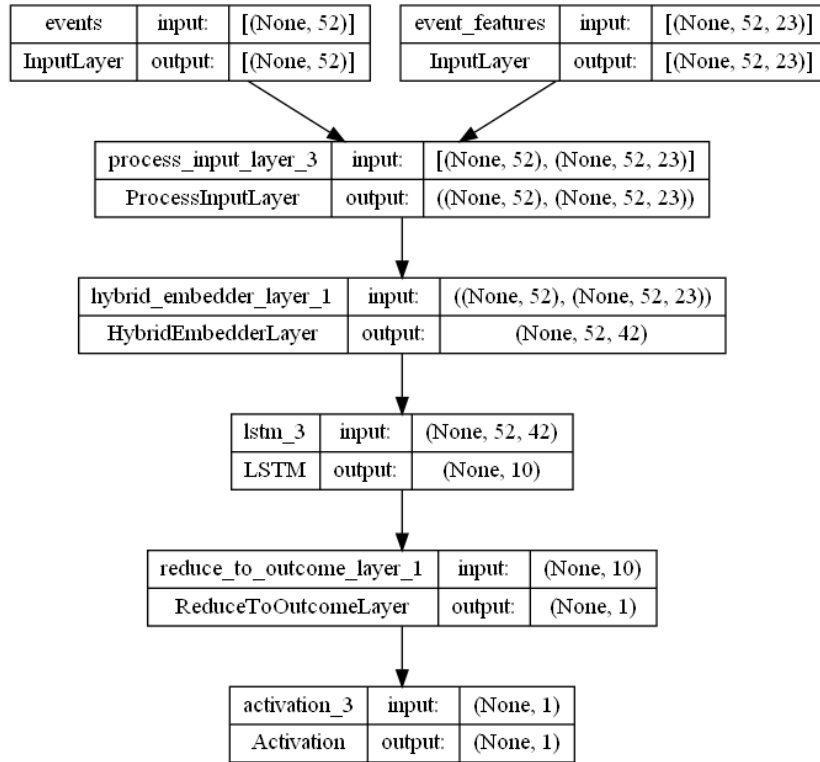 events input: [(None, 52)]
InputLayer output: [(None, 52)]
event_features input: [(None, 52, 23)]
InputLayer output: [(None, 52, 23)]
process_input_layer_3 input: [(None, 52), (None, 52, 23)]
ProcessInputLayer output: ((None, 52), (None, 52, 23))
hybrid_embedder_layer_1 input: ((None, 52), (None, 52, 23))
HybridEmbedderLayer output: (None, 52, 42)
lstm_3 input: (None, 52, 42)
LSTM output: (None, 10)
reduce_to_outcome_layer_1 input: (None, 10)
ReduceToOutcomeLayer output: (None, 1)
activation_3 input: (None, 1)
Activation output: (None, 1)